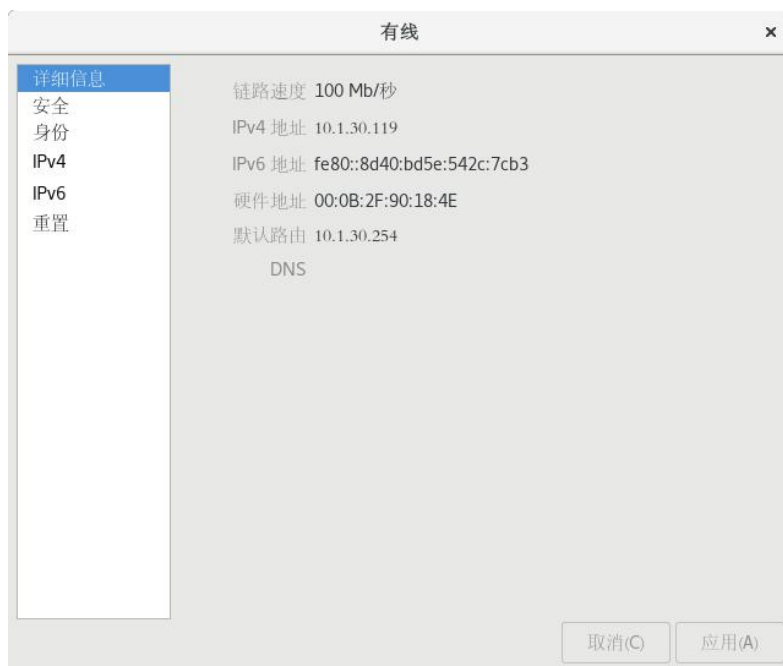 有线
×
详细信息
安全
身份
IPv4
IPv6
重置
链路速度 100 Mb/秒
IPv4 地址 10.1.30.119
IPv6 地址 fe80::8d40:bd5e:542c:7cb3
硬件地址 00:0B:2F:90:18:4E
默认路由 10.1.30.254
DNS
取消(C) 应用(A)